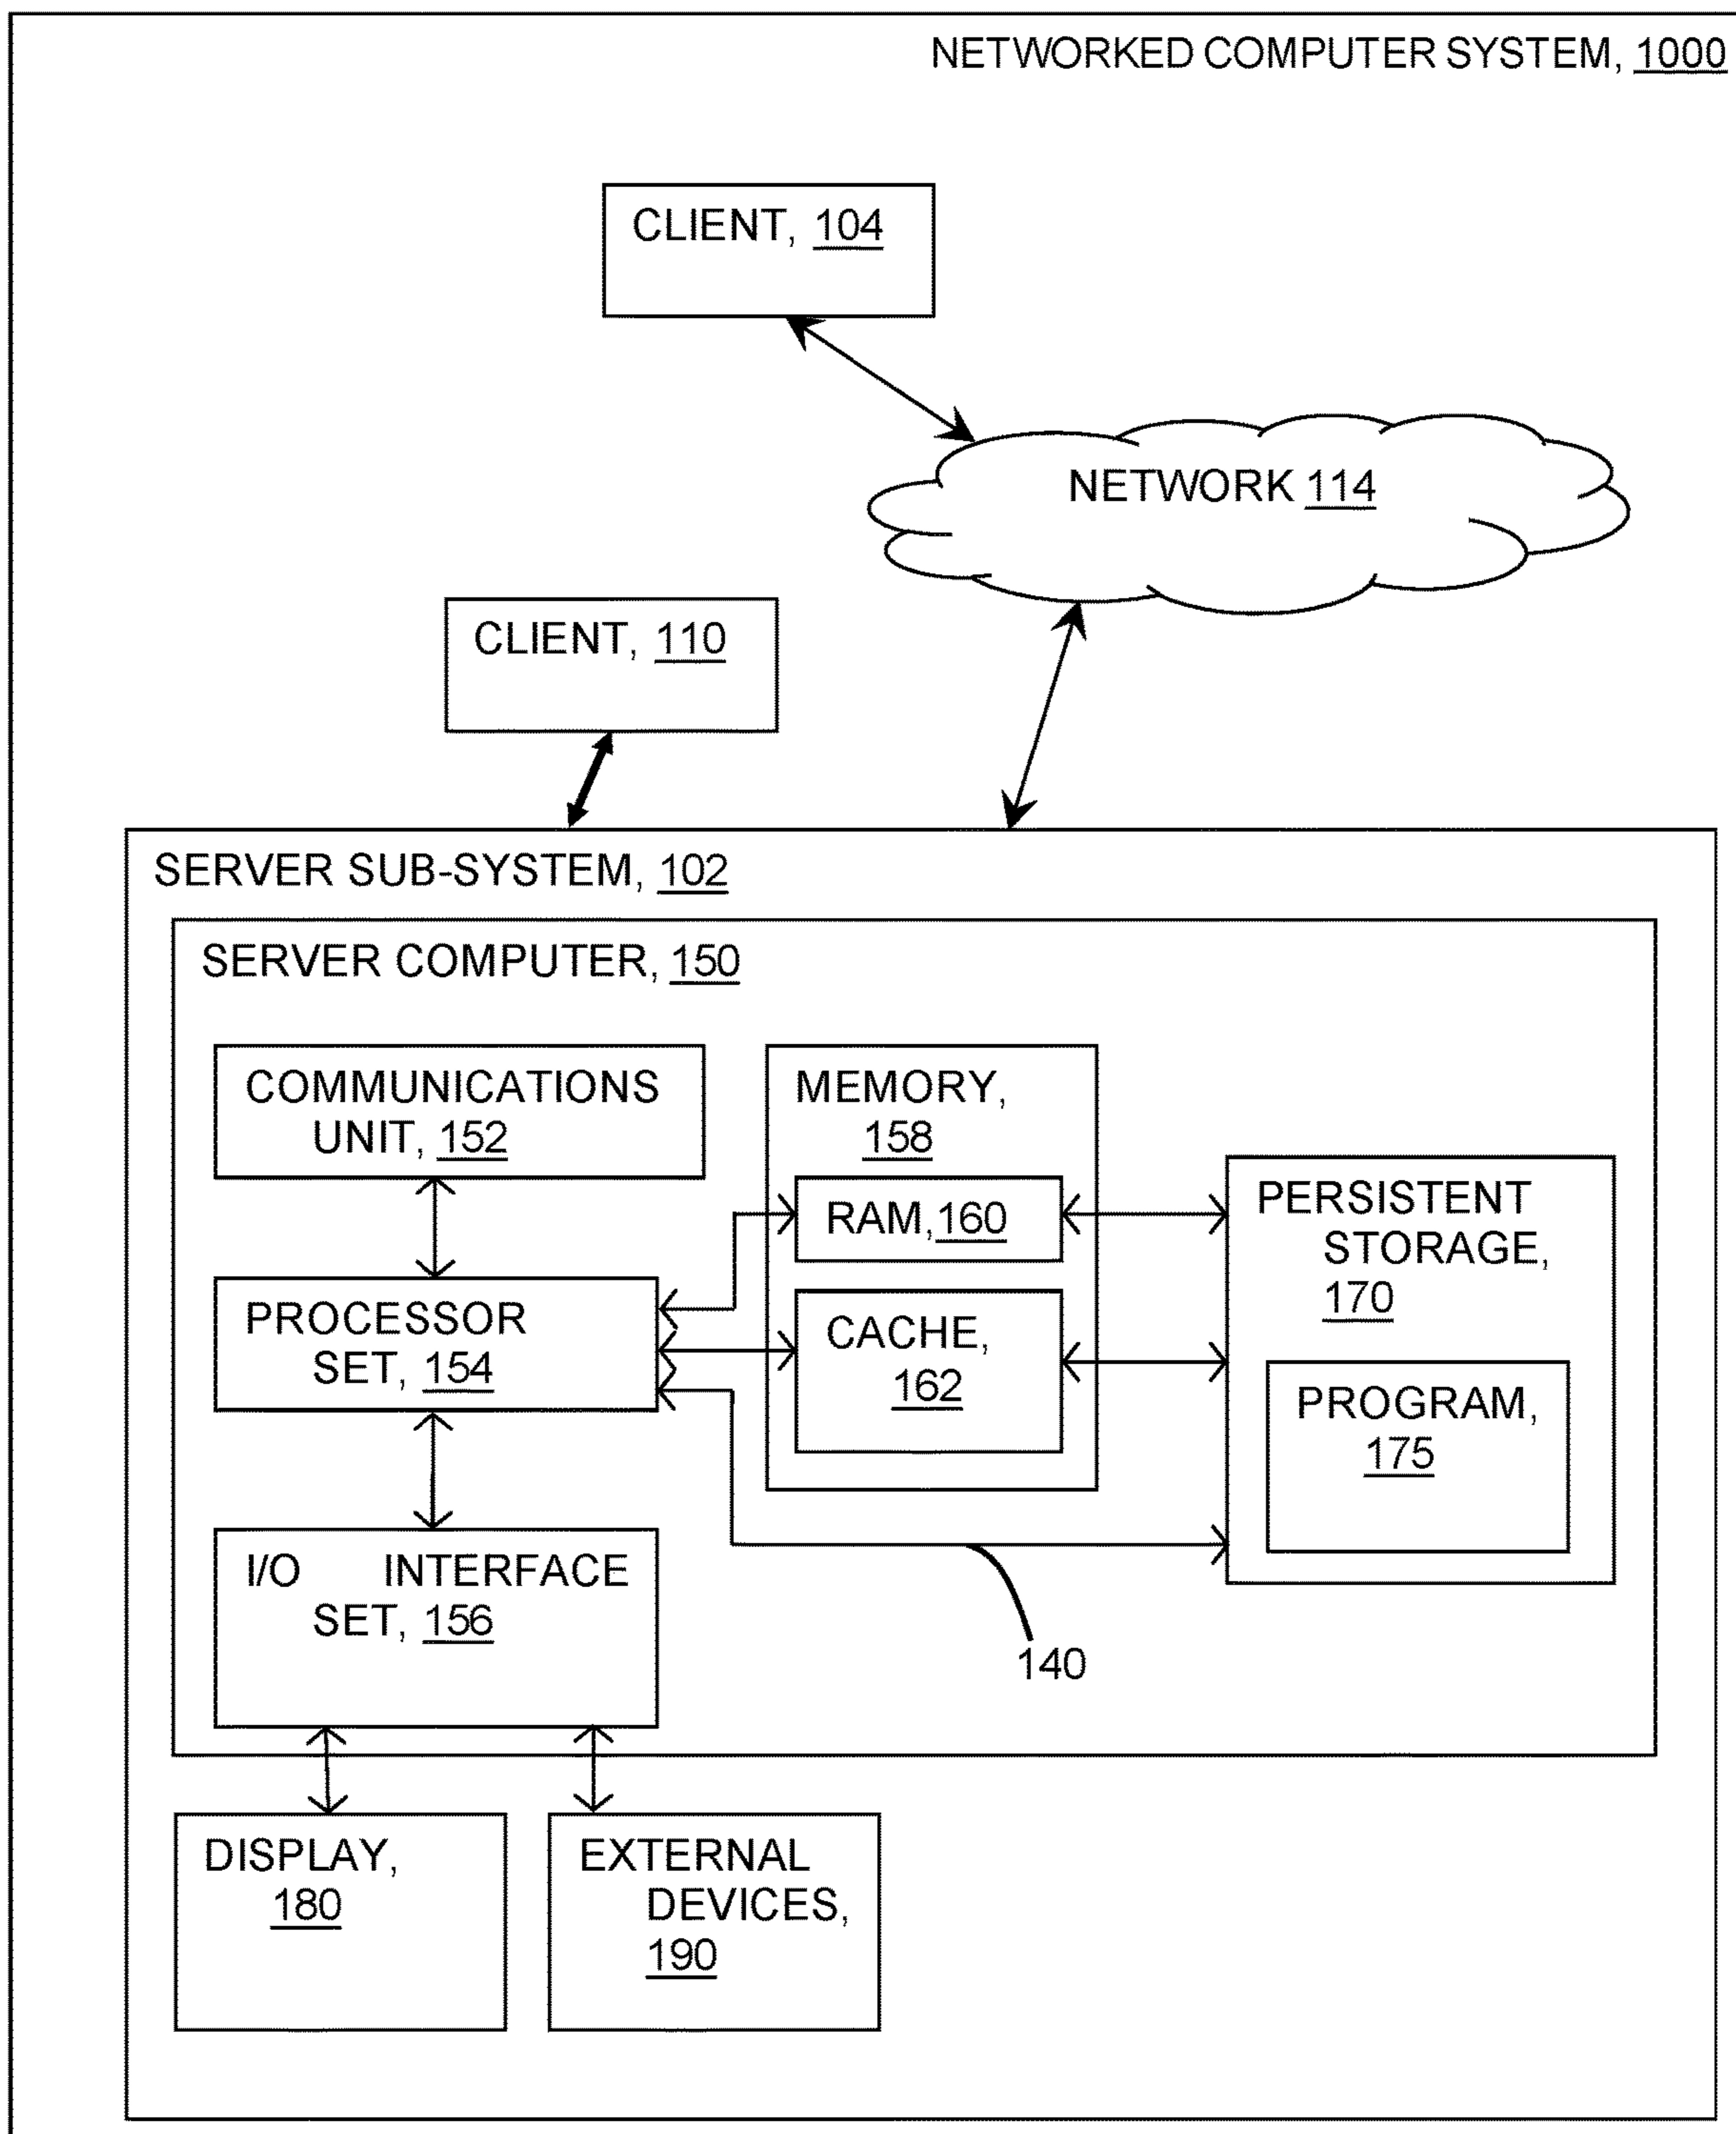 NETWORKED COMPUTER SYSTEM, 1000
CLIENT, 104
NETWORK 114
CLIENT, 110
SERVER SUB-SYSTEM, 102
SERVER COMPUTER, 150
COMMUNICATIONS
UNIT, 152
MEMORY,
158
RAM,160
PERSISTENT
STORAGE,
170
PROCESSOR
SET, 154
CACHE,
162
PROGRAM,
175
I/O INTERFACE
SET, 156
140
DISPLAY,
180
EXTERNAL
DEVICES,
190